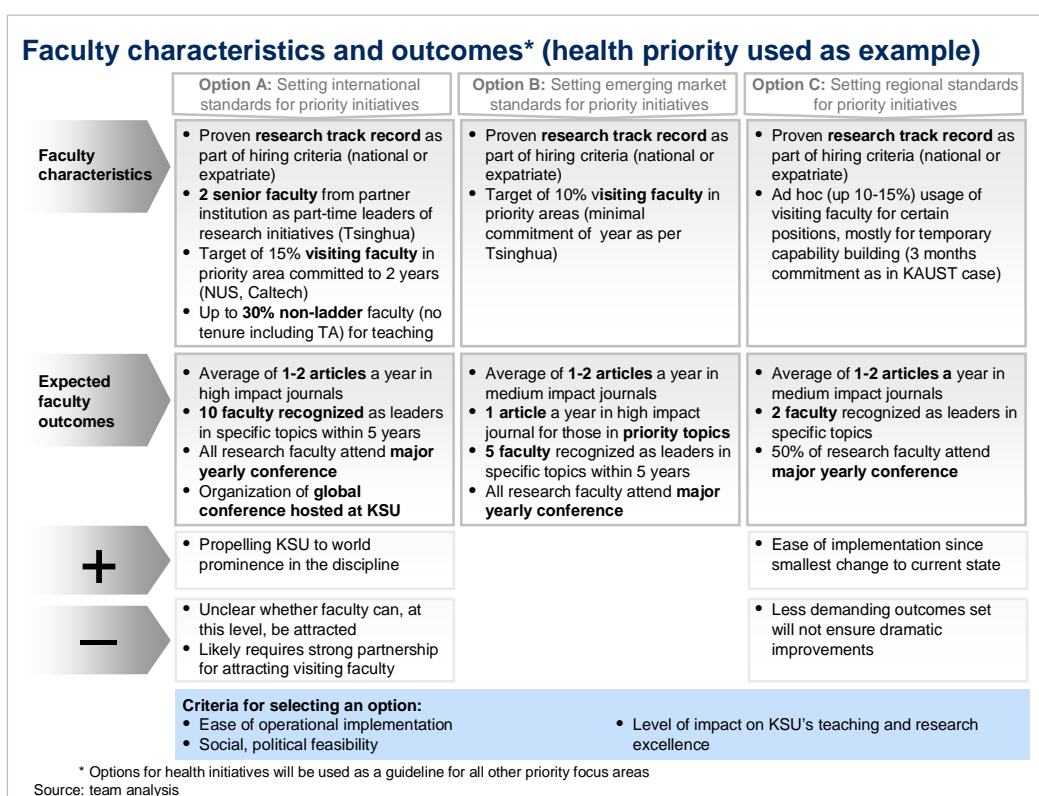 Faculty characteristics and outcomes* (health priority used as example)
Option A: Setting international
standards for priority initiatives
Option B: Setting emerging market
standards for priority initiatives
Option C: Setting regional standards
for priority initiatives
Faculty
characteristics
• Proven research track record as
part of hiring criteria (national or
expatriate)
• 2 senior faculty from partner
institution as part-time leaders of
research initiatives (Tsinghua)
• Target of 15% visiting faculty in
priority area committed to 2 years
(NUS, Caltech)
• Up to 30% non-ladder faculty (no
tenure including TA) for teaching
• Proven research track record as
part of hiring criteria (national or
expatriate)
• Target of 10% visiting faculty in
priority areas (minimal
commitment of year as per
Tsinghua)
• Proven research track record as
part of hiring criteria (national or
expatriate)
• Ad hoc (up 10-15%) usage of
visiting faculty for certain
positions, mostly for temporary
capability building (3 months
commitment as in KAUST case)
Expected
faculty
outcomes
• Average of 1-2 articles a year in
high impact journals
• 10 faculty recognized as leaders
in specific topics within 5 years
• All research faculty attend major
yearly conference
• Organization of global
conference hosted at KSU
• Average of 1-2 articles a year in
medium impact journals
• 1 article a year in high impact
journal for those in priority topics
• 5 faculty recognized as leaders in
specific topics within 5 years
• All research faculty attend major
yearly conference
• Average of 1-2 articles a year in
medium impact journals
• 2 faculty recognized as leaders in
specific topics
• 50% of research faculty attend
major yearly conference
+
• Propelling KSU to world
prominence in the discipline
• Ease of implementation since
smallest change to current state
–
• Unclear whether faculty can, at
this level, be attracted
• Likely requires strong partnership
for attracting visiting faculty
• Less demanding outcomes set
will not ensure dramatic
improvements
Criteria for selecting an option:
• Ease of operational implementation
• Social, political feasibility
• Level of impact on KSU's teaching and research
excellence
* Options for health initiatives will be used as a guideline for all other priority focus areas
Source: team analysis